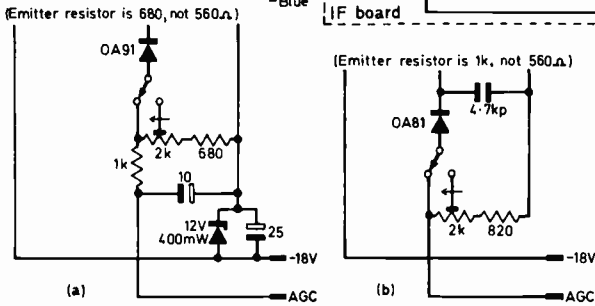 -Blue
IF board
(Emitter resistor is 680, not 560Ω)
OA91
2k
680
1k
10
12V
400mW
25
-18V
(a)
AGC
(Emitter resistor is 1k, not 560Ω)
4·7kp
OA81
2k
820
-18V
(b)
AGC